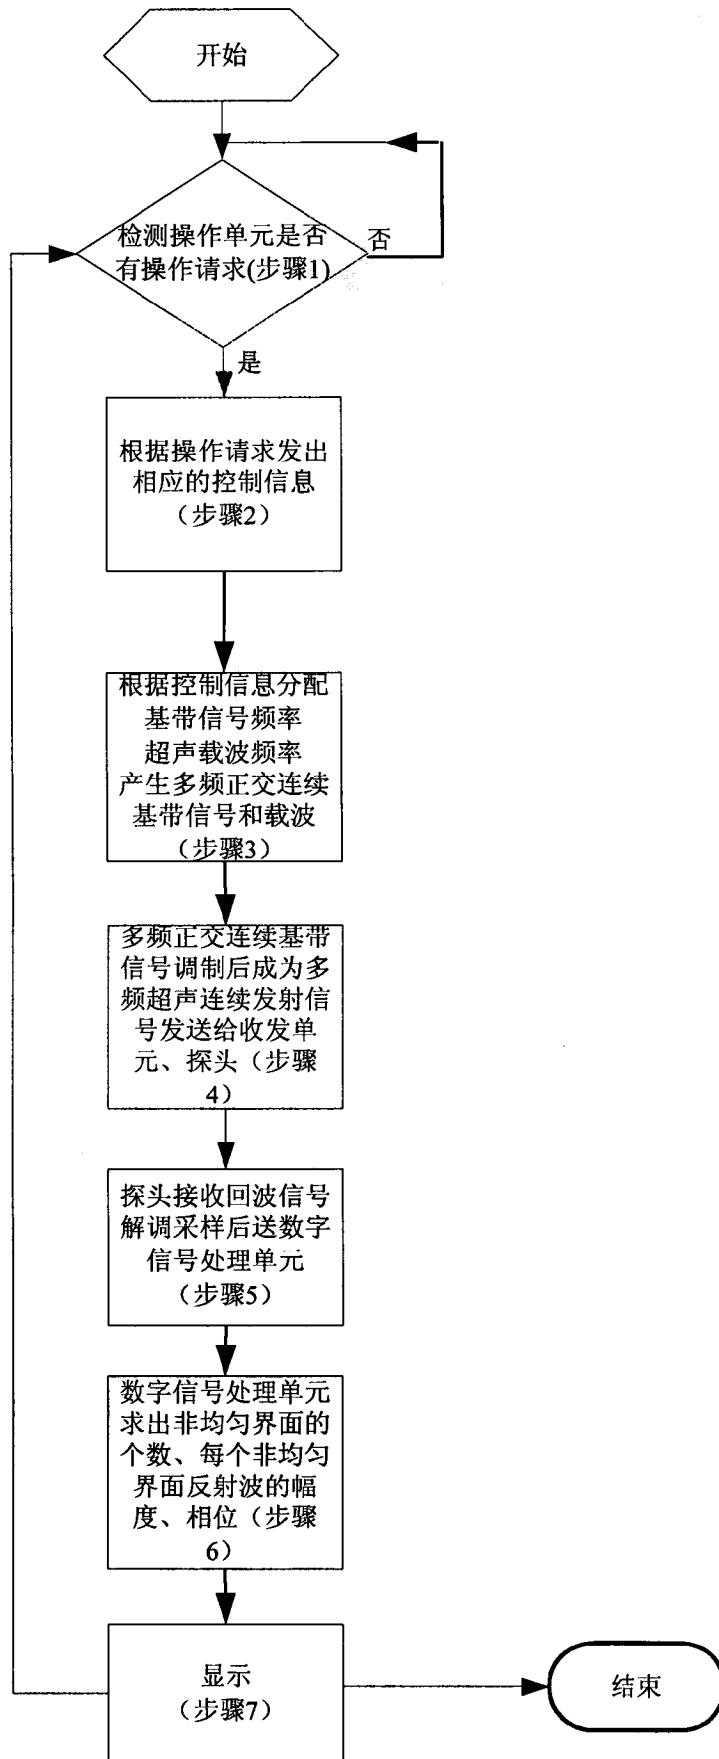 开始
检测操作单元是否
有操作请求(步骤1)
否
是
根据操作请求发出
相应的控制信息
（步骤2）
根据控制信息分配
基带信号频率
超声载波频率
产生多频正交连续
基带信号和载波
（步骤3）
多频正交连续基带
信号调制后成为多
频超声连续发射信
号发送给收发单
元、探头（步骤
4）
探头接收回波信号
解调采样后送数字
信号处理单元
（步骤5）
数字信号处理单元
求出非均匀界面的
个数、每个非均匀
界面反射波的幅
度、相位（步骤
6）
显示
（步骤7）
结束